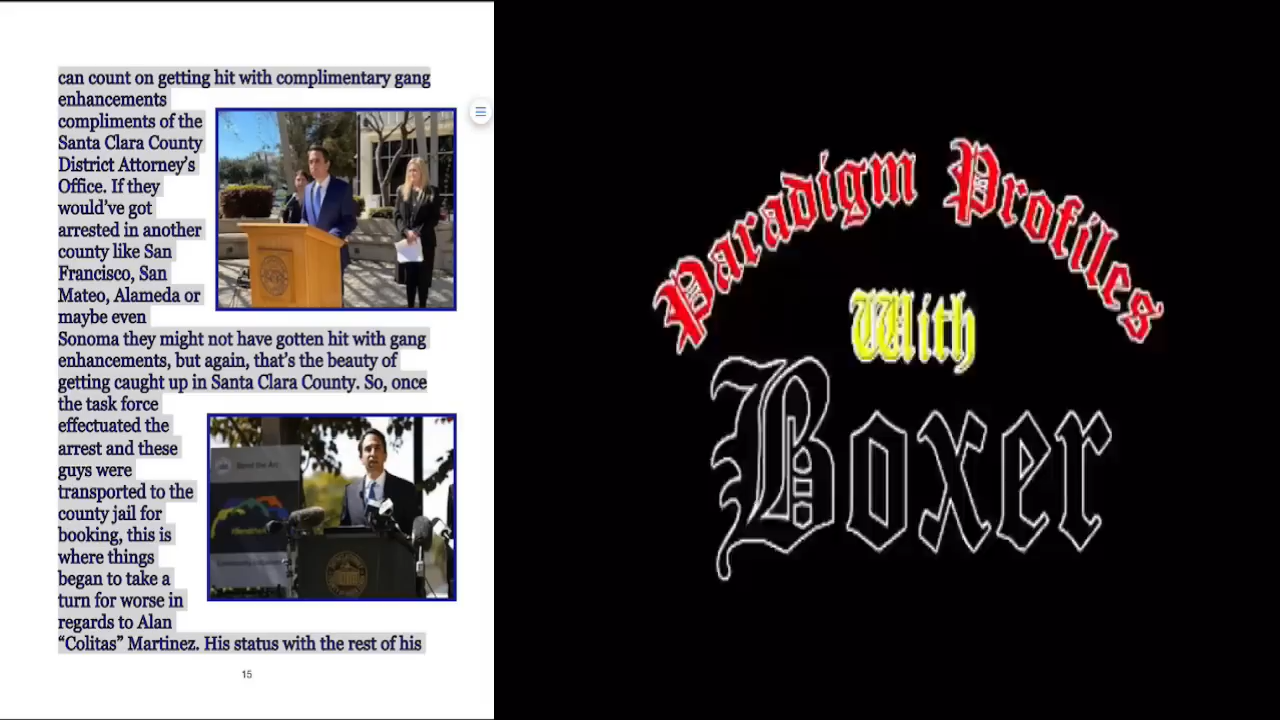 can count on getting hit with complimentary gang
enhancements
compliments of the
Santa Clara County
District Attorney's
Office. If they
would've got
arrested in another
county like San
Francisco, San
Mateo, Alameda or
maybe even
Sonoma they might not have gotten hit with gang
enhancements, but again, that's the beauty of
getting caught up in Santa Clara County. So, once
the task force
effectuated the
arrest and these
guys were
transported to the
county jail for
booking, this is
where things
began to take a
turn for worse in
regards to Alan
“Colitas” Martinez. His status with the rest of his
15
Paradigm Profiles
With
Boxer